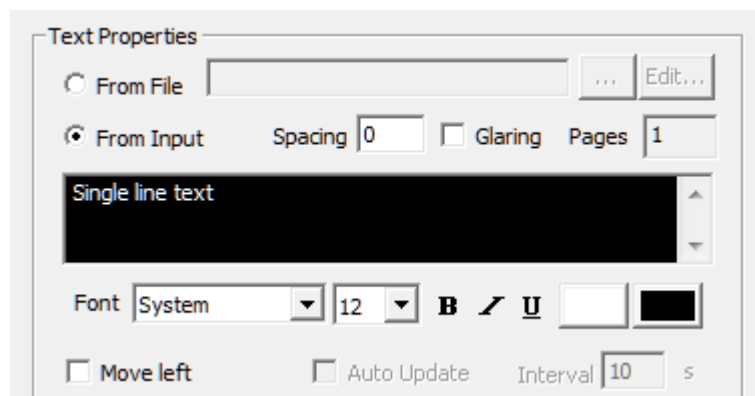 Text Properties
From File ... Edit...
From Input Spacing 0 Glaring Pages 1
Single line text
Font System 12 B I U
Move left Auto Update Interval 10 s